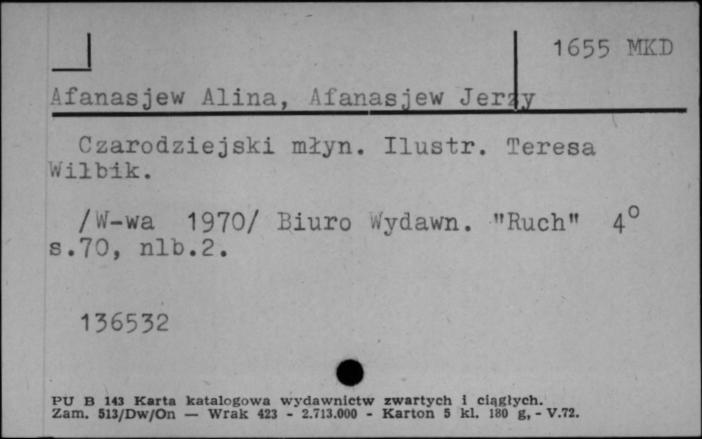 1655 MKD
Afanasjew Alina, Afanasjew Jerzy
Czarodziejski młyn. Ilustr. Teresa
Wilbik.
/W-wa 1970/ Biuro Wydawn. "Ruch" 4°
s.70, nlb.2.
136532
PU B 143 Karta katalogowa wydawnictw zwartych i ciągłych.
Zam. 513/Dw/On — Wrak 423 - 2.713.000 - Karton 5 kl. 180 g, - V.72.